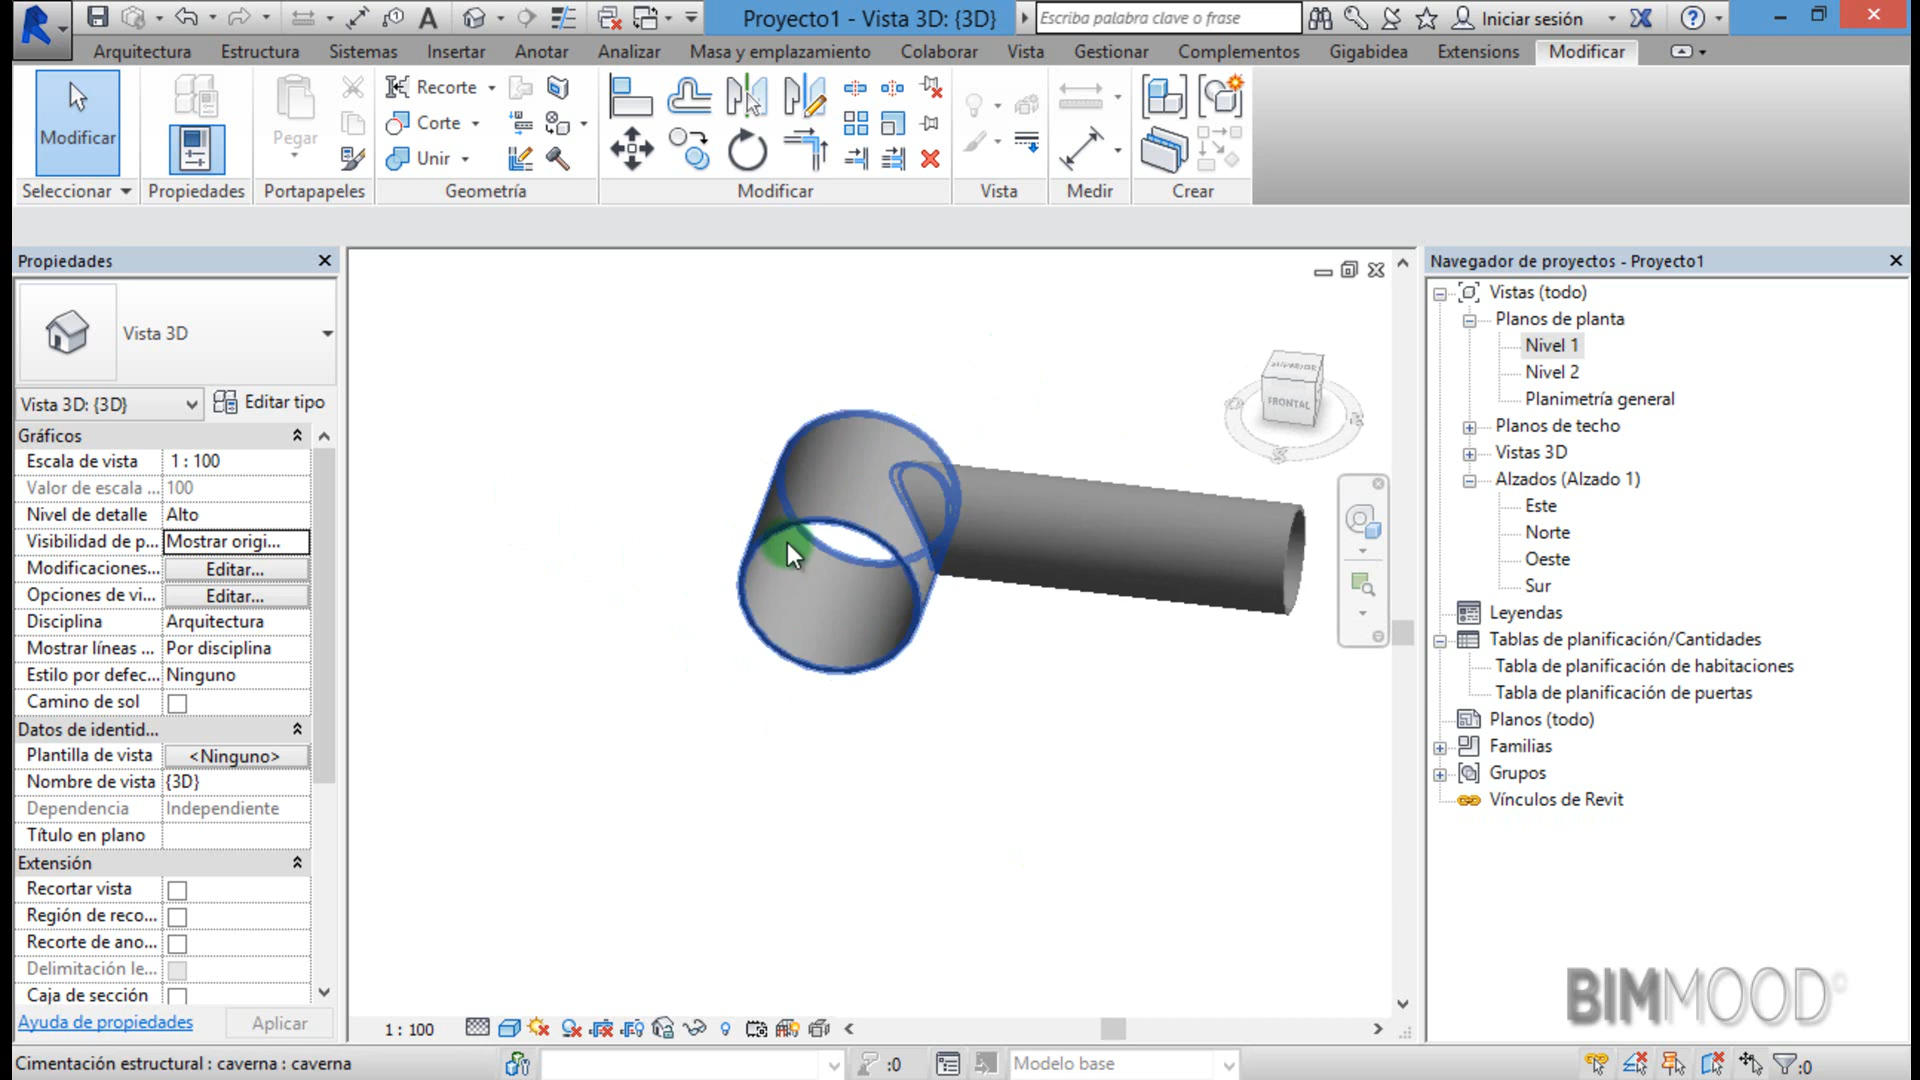 Proyecto1 - Vista 3D: {3D}
Escriba palabra clave o frase
Iniciar sesión
Arquitectura
Estructura
Sistemas
Insertar
Anotar
Analizar
Masa y emplazamiento
Colaborar
Vista
Gestionar
Complementos
Gigabidea
Extensions
Modificar
Modificar
Pegar
Recorte
Corte
Unir
Seleccionar
Propiedades
Portapapeles
Geometría
Modificar
Vista
Medir
Crear
Propiedades
Vista 3D
Vista 3D: {3D}
Editar tipo
Gráficos
Escala de vista 1 : 100
Valor de escala ... 100
Nivel de detalle Alto
Visibilidad de p... Mostrar origi...
Modificaciones... Editar...
Opciones de vi... Editar...
Disciplina Arquitectura
Mostrar líneas ... Por disciplina
Estilo por defec... Ninguno
Camino de sol
Datos de identid...
Plantilla de vista <Ninguno>
Nombre de vista {3D}
Dependencia Independiente
Título en plano
Extensión
Recortar vista
Región de reco...
Recorte de ano...
Delimitación le...
Caja de sección
Ayuda de propiedades
Aplicar
SUPERIOR
FRONTAL
1 : 100
Navegador de proyectos - Proyecto1
Vistas (todo)
Planos de planta
Nivel 1
Nivel 2
Planimetría general
Planos de techo
Vistas 3D
Alzados (Alzado 1)
Este
Norte
Oeste
Sur
Leyendas
Tablas de planificación/Cantidades
Tabla de planificación de habitaciones
Tabla de planificación de puertas
Planos (todo)
Familias
Grupos
Vínculos de Revit
BIMMOOD
Cimentación estructural : caverna : caverna
:0
Modelo base
:0